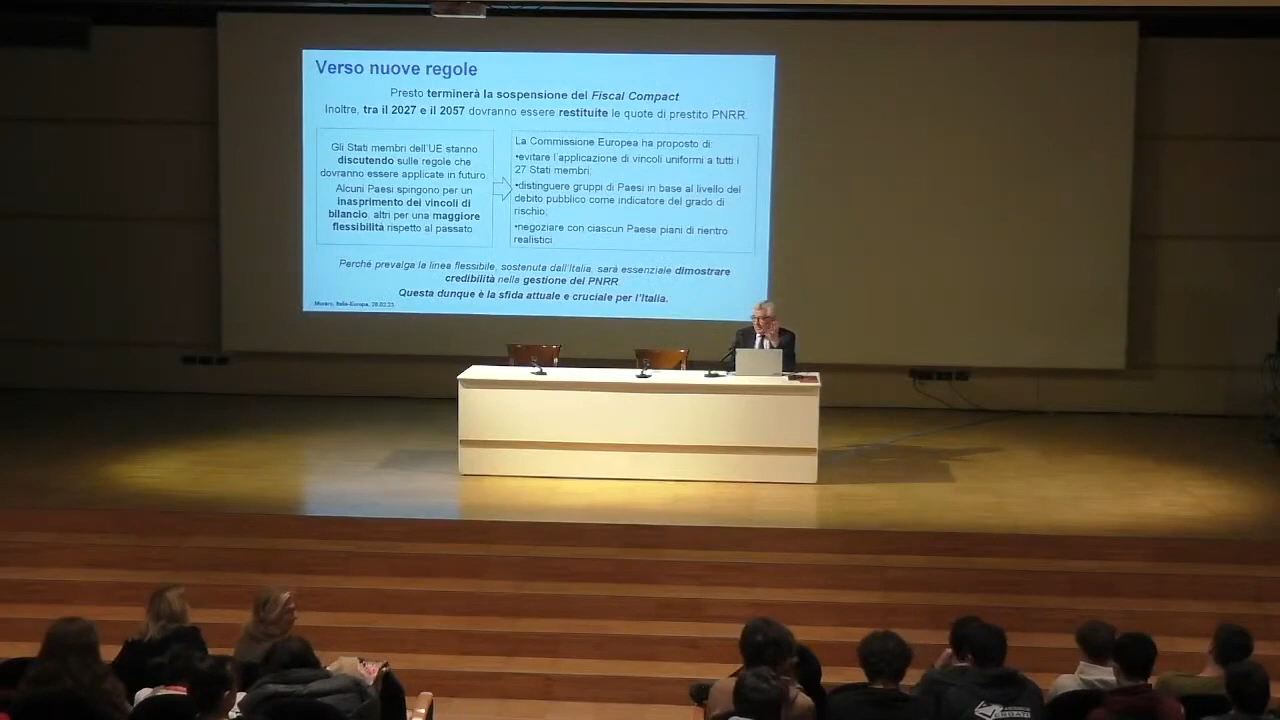 Verso nuove regole
Presto terminerà la sospensione del Fiscal Compact
Inoltre, tra il 2027 e il 2057 dovranno essere restituite le quote di prestito PNRR.
Gli Stati membri dell'UE stanno
discutendo sulle regole che
dovranno essere applicate in futuro.
Alcuni Paesi spingono per un
inasprimento dei vincoli di
bilancio, altri per una maggiore
flessibilità rispetto al passato
La Commissione Europea ha proposto di:
•evitare l'applicazione di vincoli uniformi a tutti i
27 Stati membri;
•distinguere gruppi di Paesi in base al livello del
debito pubblico come indicatore del grado di
rischio;
•negoziare con ciascun Paese piani di rientro
realistici.
Perché prevalga la linea flessibile, sostenuta dall'Italia, sarà essenziale dimostrare
credibilità nella gestione del PNRR.
Questa dunque è la sfida attuale e cruciale per l'Italia.
Italia-Europa,